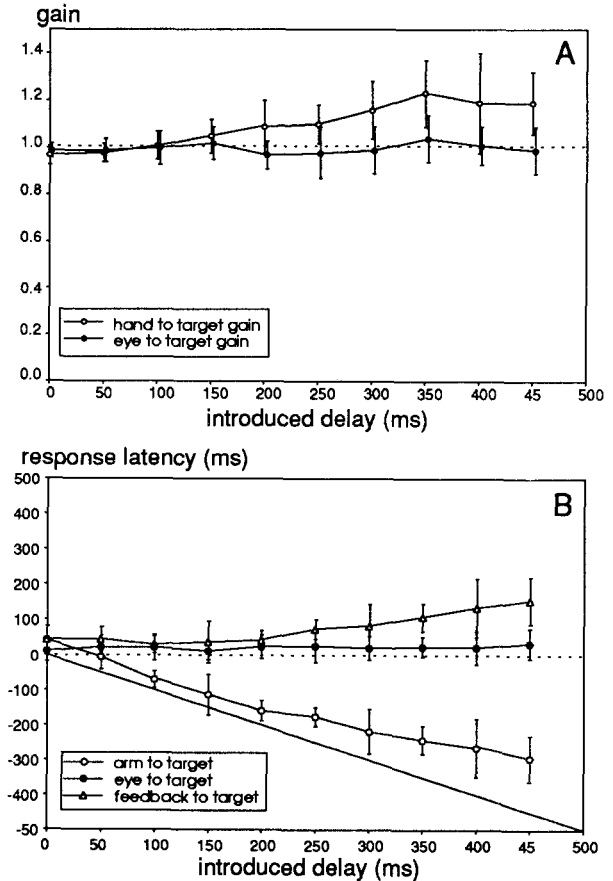 gain
A
1.4
1.2
1.0
0.8
0.6
0.4
0.2
0.0
hand to target gain
eye to target gain
0 50 100 150 200 250 300 350 400 45 500
introduced delay (ms)
response latency (ms)
B
500
400
300
200
100
0
-100
-200
-300
-400
-50
arm to target
eye to target
feedback to target
0 50 100 150 200 250 300 350 400 45 500
introduced delay (ms)